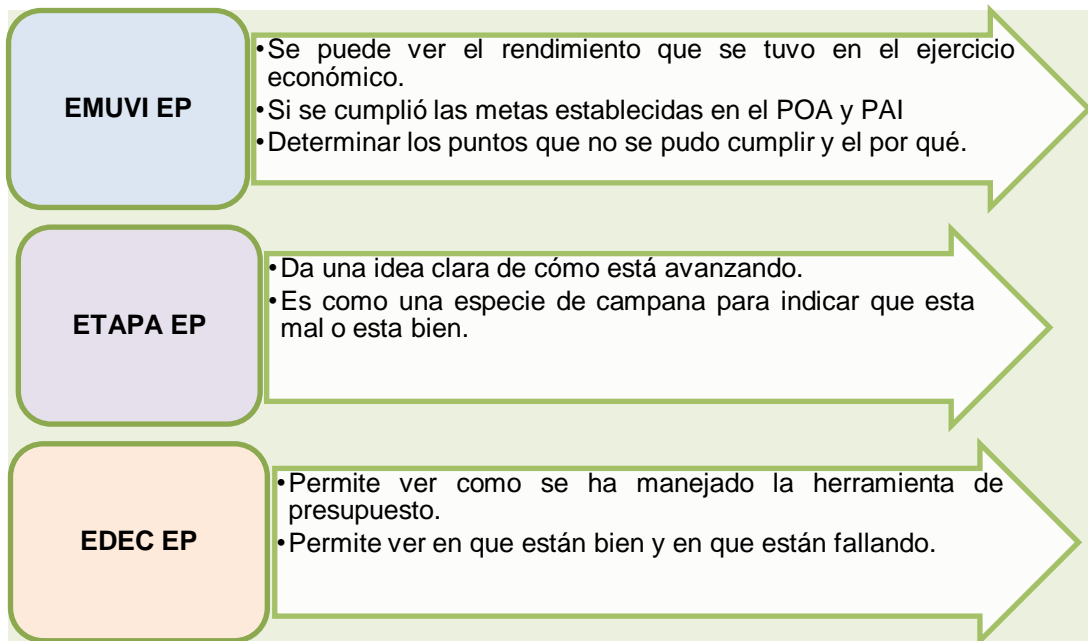 EMUVI EP
•Se puede ver el rendimiento que se tuvo en el ejercicio
económico.
•Si se cumplió las metas establecidas en el POA y PAI
•Determinar los puntos que no se pudo cumplir y el por qué.
ETAPA EP
•Da una idea clara de cómo está avanzando.
•Es como una especie de campana para indicar que esta
mal o esta bien.
EDEC EP
•Permite ver como se ha manejado la herramienta de
presupuesto.
•Permite ver en que están bien y en que están fallando.